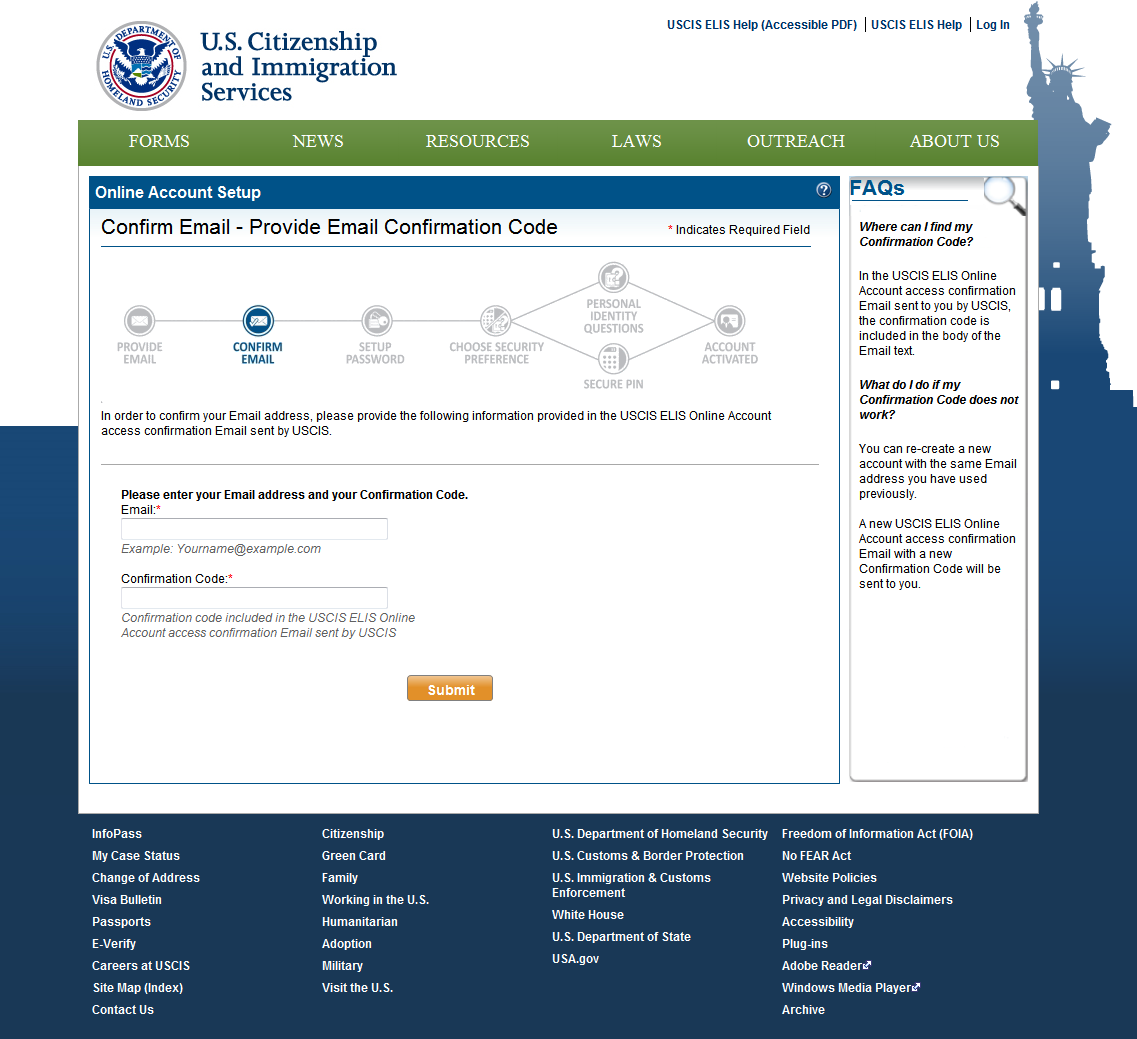 USCIS ELIS Help (Accessible PDF) | USCIS ELIS Help | Log In
U.S. DEPARTMENT OF HOMELAND SECURITY
U.S. Citizenship
and Immigration
Services
FORMS NEWS RESOURCES LAWS OUTREACH ABOUT US
Online Account Setup ?
Confirm Email - Provide Email Confirmation Code * Indicates Required Field
PROVIDE
EMAIL
CONFIRM
EMAIL
SETUP
PASSWORD
CHOOSE SECURITY
PREFERENCE
PERSONAL
IDENTITY
QUESTIONS
SECURE PIN
ACCOUNT
ACTIVATED
In order to confirm your Email address, please provide the following information provided in the USCIS ELIS Online Account
access confirmation Email sent by USCIS.
Please enter your Email address and your Confirmation Code.
Email:*
Example: Yourname@example.com
Confirmation Code:*
Confirmation code included in the USCIS ELIS Online
Account access confirmation Email sent by USCIS
Submit
FAQs
Where can I find my
Confirmation Code?
In the USCIS ELIS Online
Account access confirmation
Email sent to you by USCIS,
the confirmation code is
included in the body of the
Email text.
What do I do if my
Confirmation Code does not
work?
You can re-create a new
account with the same Email
address you have used
previously.
A new USCIS ELIS Online
Account access confirmation
Email with a new
Confirmation Code will be
sent to you.
InfoPass
My Case Status
Change of Address
Visa Bulletin
Passports
E-Verify
Careers at USCIS
Site Map (Index)
Contact Us
Citizenship
Green Card
Family
Working in the U.S.
Humanitarian
Adoption
Military
Visit the U.S.
U.S. Department of Homeland Security
U.S. Customs & Border Protection
U.S. Immigration & Customs
Enforcement
White House
U.S. Department of State
USA.gov
Freedom of Information Act (FOIA)
No FEAR Act
Website Policies
Privacy and Legal Disclaimers
Accessibility
Plug-ins
Adobe Reader
Windows Media Player
Archive